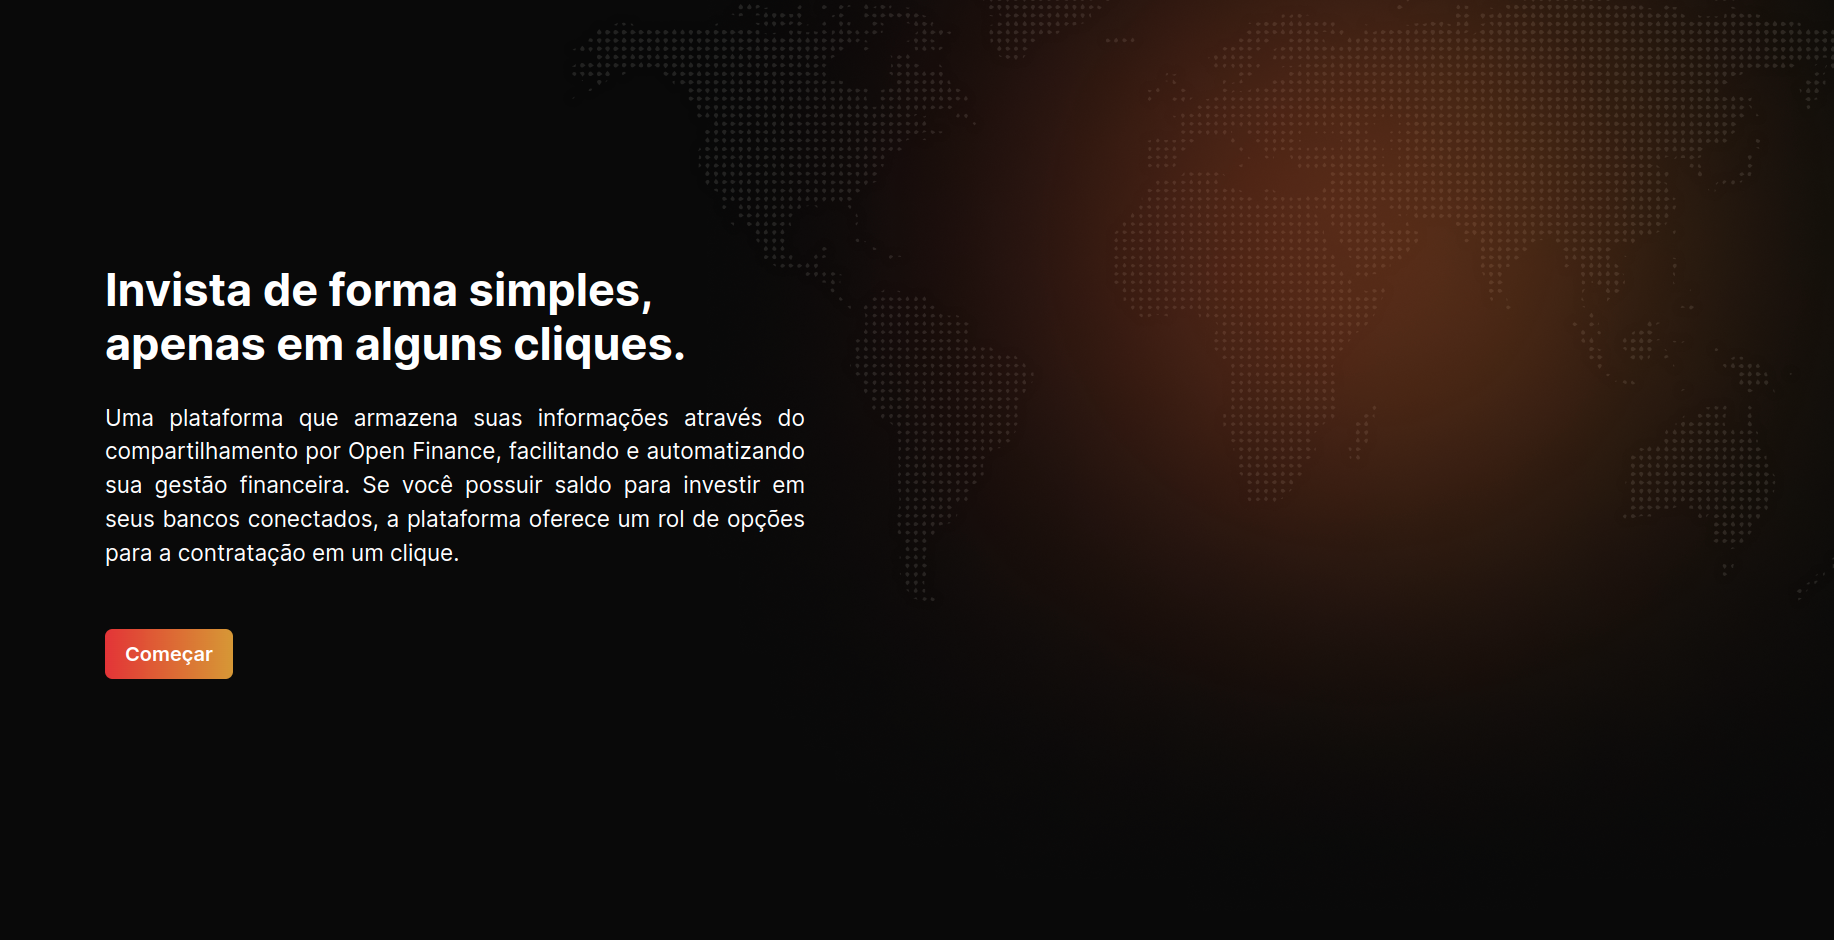 Invista de forma simples,
apenas em alguns cliques.
Uma plataforma que armazena suas informações através do
compartilhamento por Open Finance, facilitando e automatizando
sua gestão financeira. Se você possuir saldo para investir em
seus bancos conectados, a plataforma oferece um rol de opções
para a contratação em um clique.
Começar